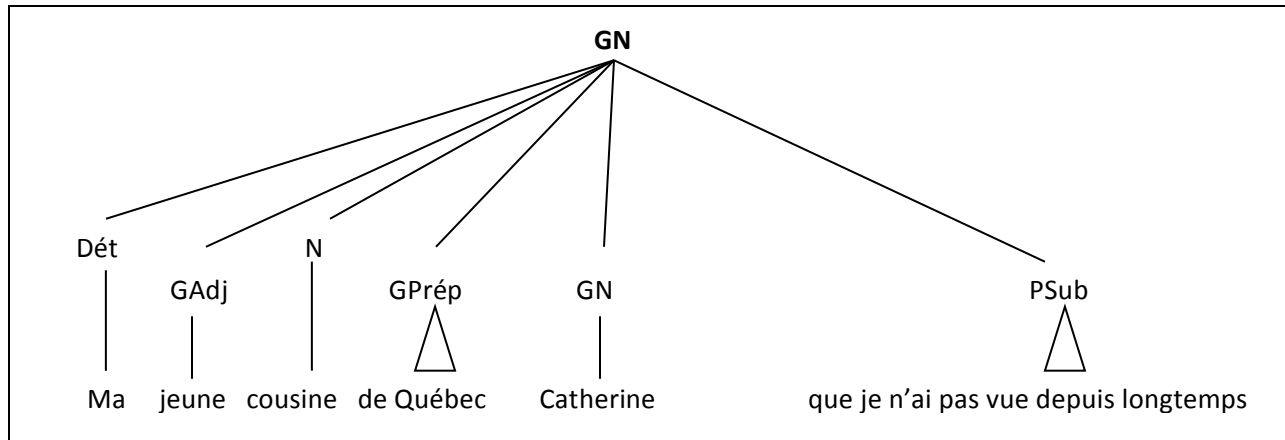 GN
Dét N
GAdj GPrép GN PSub
Ma jeune cousine de Québec Catherine que je n’ai pas vue depuis longtemps